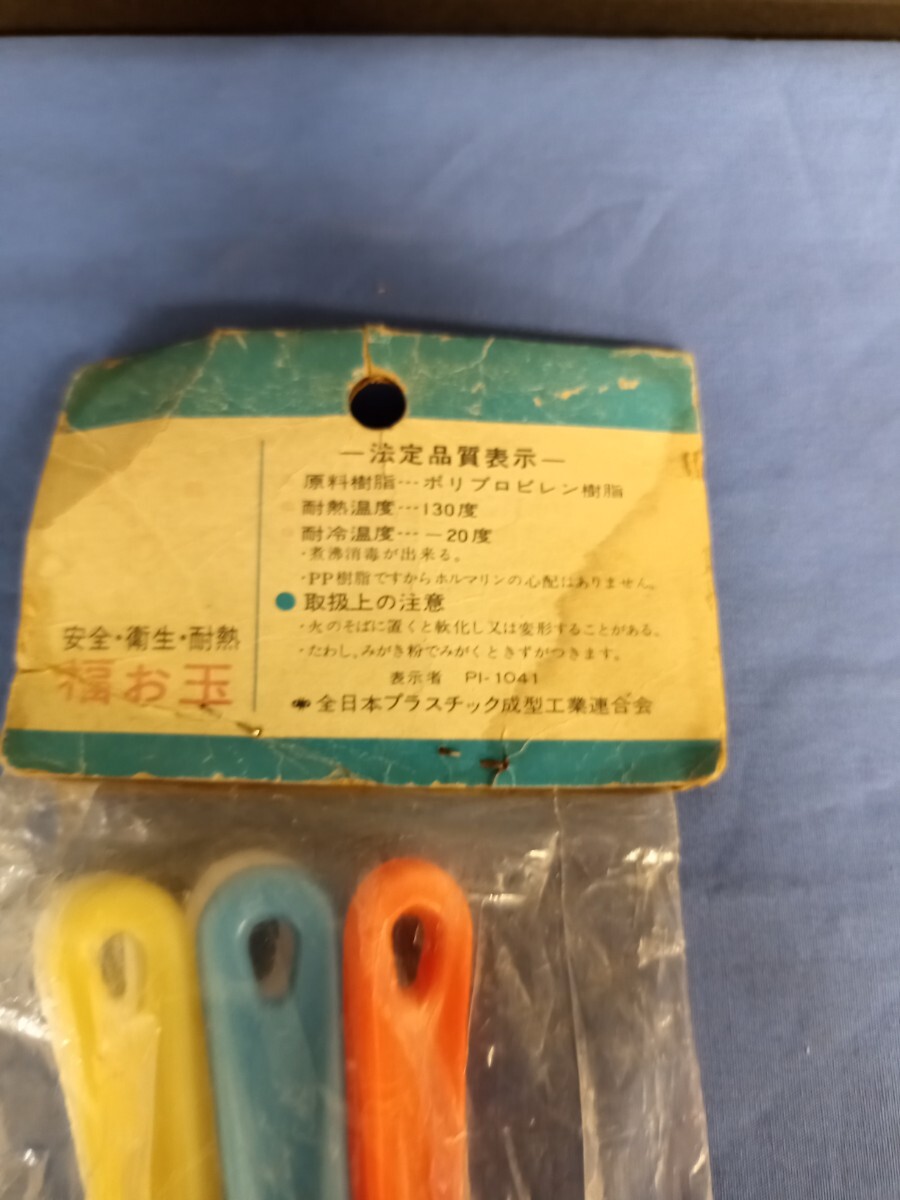 —法定品質表示—
原料樹脂…ポリプロピレン樹脂
耐熱温度…130度
耐冷温度…－20度
・煮沸消毒が出来る。
・PP樹脂ですからホルマリンの心配はありません。
●取扱上の注意
・火のそばに置くと軟化し又は変形することがある。
・たわし、みがき粉でみがくときずがつきます。
表示者 PI-1041
全日本プラスチック成型工業連合会
安全・衛生・耐熱
福お玉